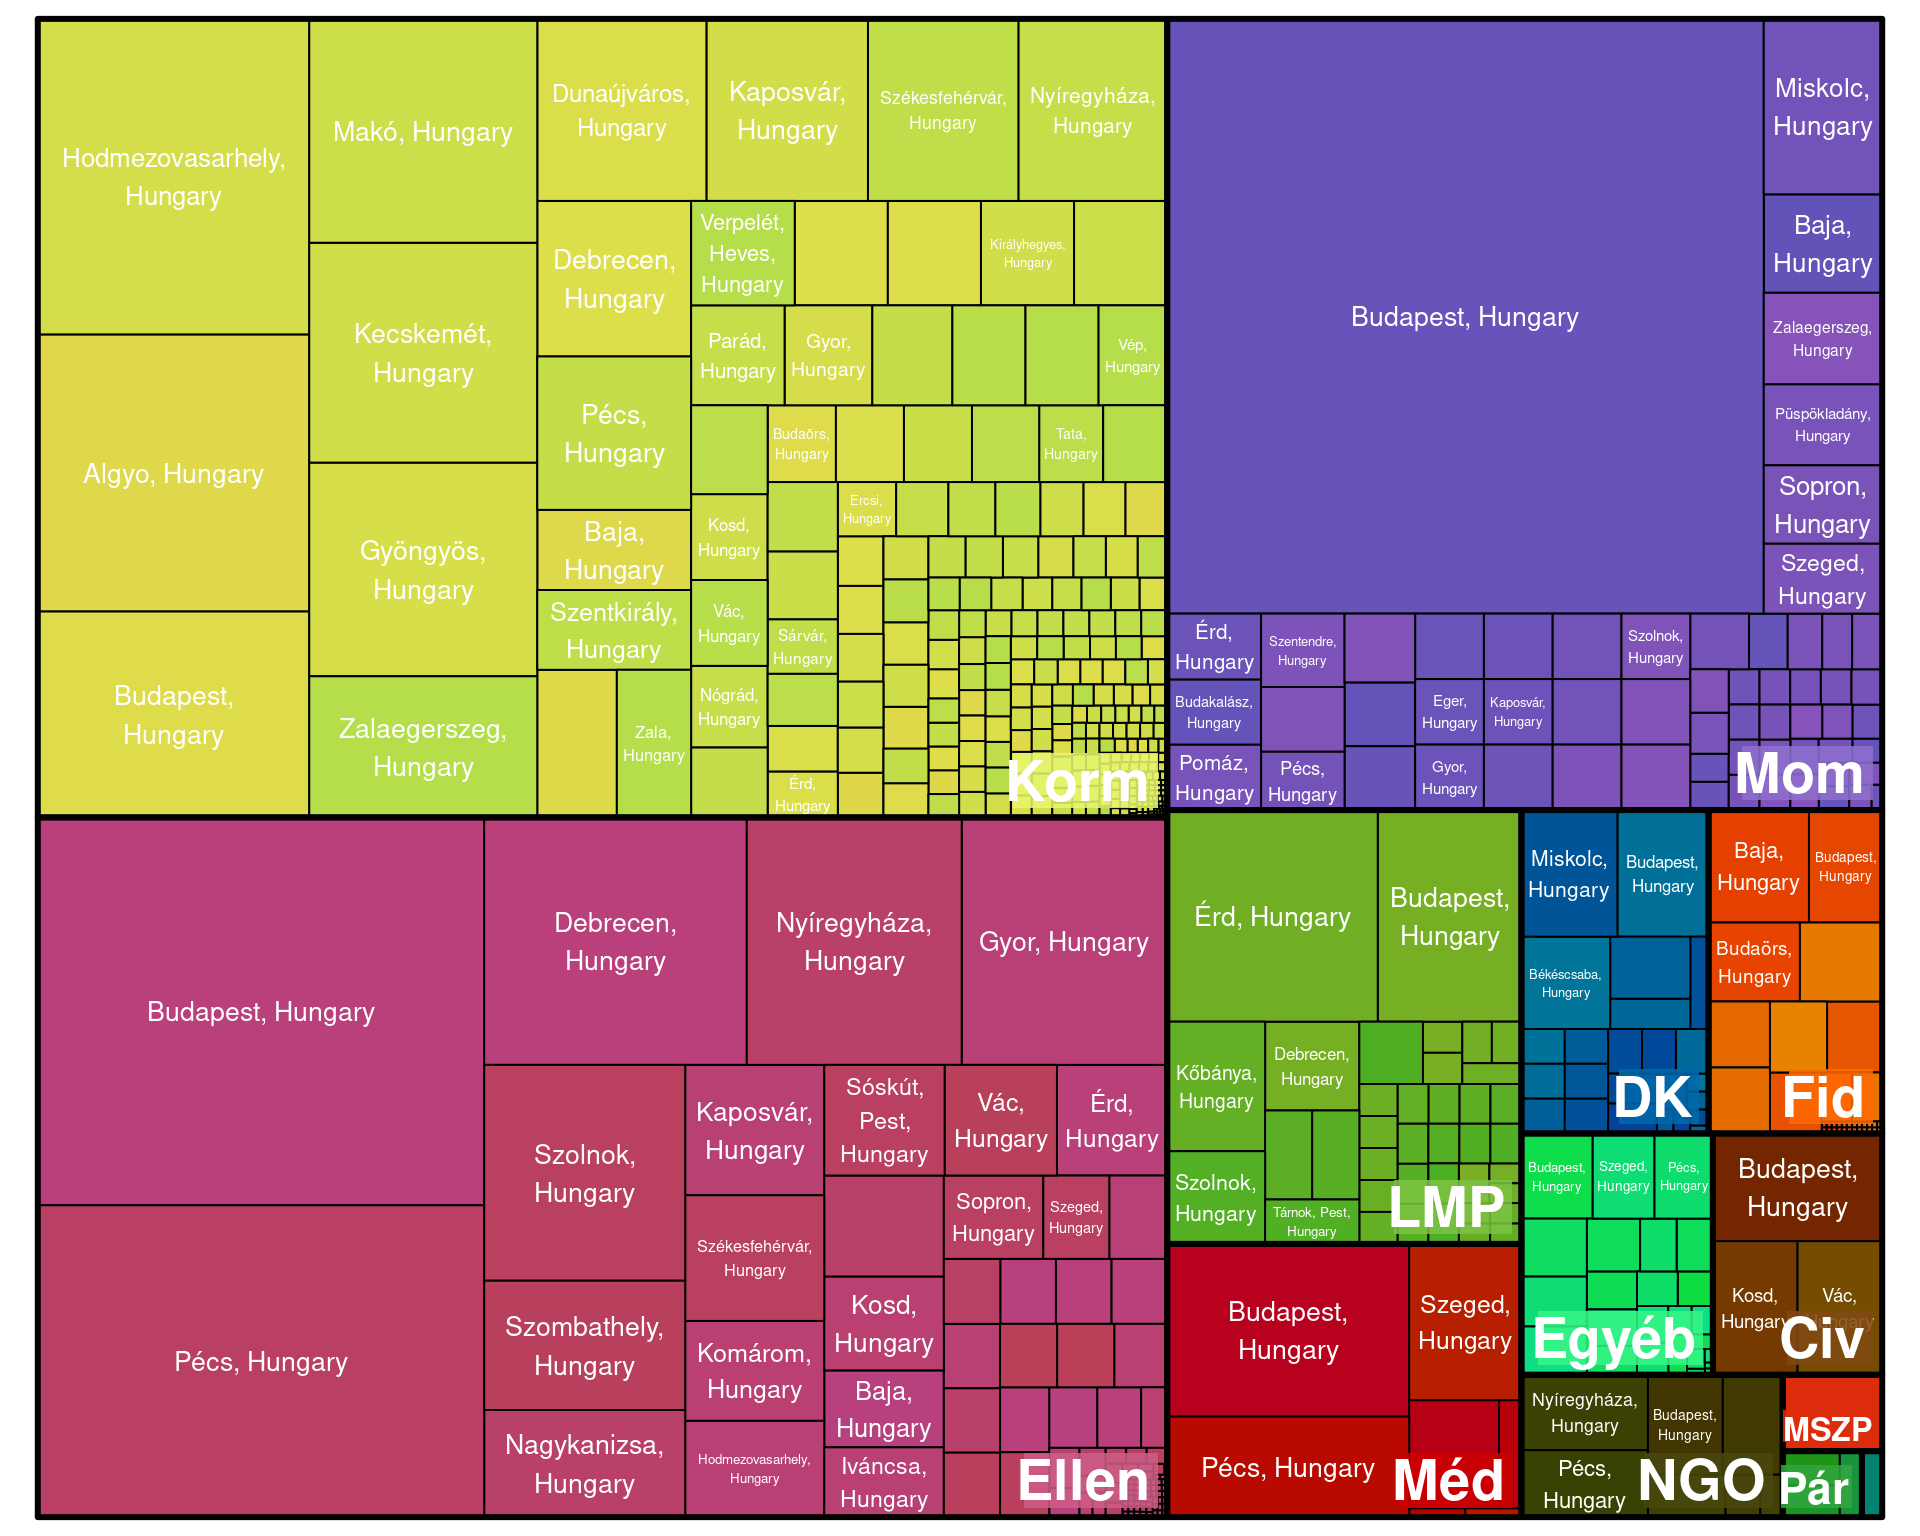 Hodmezovasarhely,
Hungary
Algyo, Hungary
Budapest,
Hungary
Makó, Hungary
Kecskemét,
Hungary
Gyöngyös,
Hungary
Zalaegerszeg,
Hungary
Dunaújváros,
Hungary
Kaposvár,
Hungary
Székesfehérvár,
Hungary
Nyíregyháza,
Hungary
Debrecen,
Hungary
Pécs,
Hungary
Baja,
Hungary
Szentkirály,
Hungary
Zala,
Hungary
Verpelét,
Heves,
Hungary
Királyhegyes,
Hungary
Parád,
Hungary
Gyor,
Hungary
Vép,
Hungary
Budaörs,
Hungary
Tata,
Hungary
Kosd,
Hungary
Ercsi,
Hungary
Vác,
Hungary
Sárvár,
Hungary
Nógrád,
Hungary
Érd,
Hungary
Korm
Budapest, Hungary
Miskolc,
Hungary
Baja,
Hungary
Zalaegerszeg,
Hungary
Püspökladány,
Hungary
Sopron,
Hungary
Szeged,
Hungary
Érd,
Hungary
Szentendre,
Hungary
Szolnok,
Hungary
Budakalász,
Hungary
Eger,
Hungary
Kaposvár,
Hungary
Pomáz,
Hungary
Pécs,
Hungary
Gyor,
Hungary
Mom
Budapest, Hungary
Pécs, Hungary
Debrecen,
Hungary
Nyíregyháza,
Hungary
Gyor, Hungary
Szolnok,
Hungary
Szombathely,
Hungary
Nagykanizsa,
Hungary
Kaposvár,
Hungary
Székesfehérvár,
Hungary
Komárom,
Hungary
Hodmezovasarhely,
Hungary
Sóskút,
Pest,
Hungary
Vác,
Hungary
Érd,
Hungary
Sopron,
Hungary
Szeged,
Hungary
Kosd,
Hungary
Baja,
Hungary
Iváncsa,
Hungary
Ellen
Érd, Hungary
Budapest,
Hungary
Kőbánya,
Hungary
Debrecen,
Hungary
Szolnok,
Hungary
Tárnok, Pest,
Hungary
LMP
Budapest,
Hungary
Szeged,
Hungary
Pécs, Hungary
Méd
Miskolc,
Hungary
Budapest,
Hungary
Békéscsaba,
Hungary
DK
Baja,
Hungary
Budapest,
Hungary
Budaörs,
Hungary
Fid
Budapest,
Hungary
Szeged,
Hungary
Pécs,
Hungary
Egyéb
Budapest,
Hungary
Kosd,
Hungary
Vác,
Hungary
Civ
Nyíregyháza,
Hungary
Budapest,
Hungary
Pécs,
Hungary
NGO
MSZP
Pár